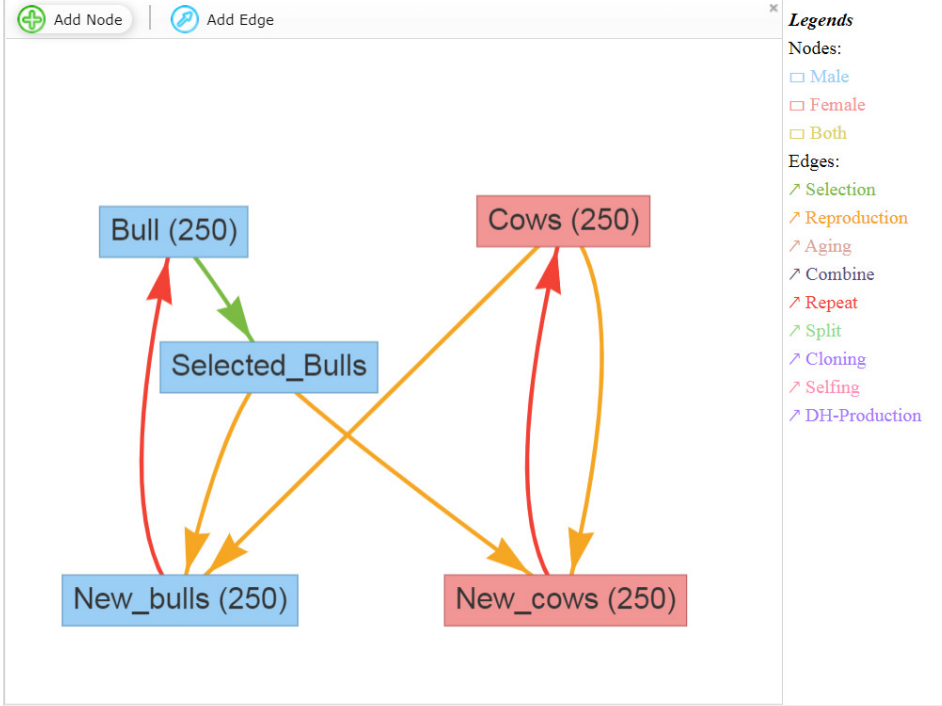 Add Node
Add Edge
×
Bull (250)
Cows (250)
Selected_Bulls
New_bulls (250)
New_cows (250)
Legends
Nodes:
Male
Female
Both
Edges:
Selection
Reproduction
Aging
Combine
Repeat
Split
Cloning
Selfing
DH-Production